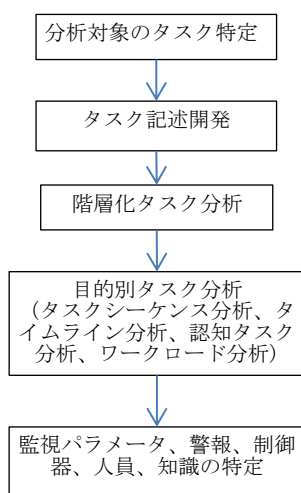 分析対象のタスク特定
タスク記述開発
階層化タスク分析
目的別タスク分析
（タスクシーケンス分析、タ
イムライン分析、認知タスク
分析、ワークロード分析）
監視パラメータ、警報、制御
器、人員、知識の特定